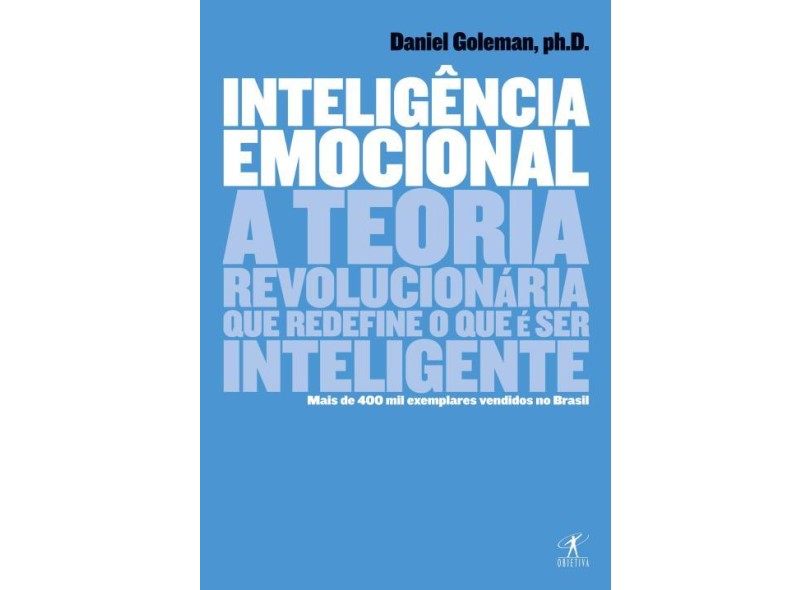 Daniel Goleman, ph.D.
INTELIGÊNCIA
EMOCIONAL
A TEORIA
REVOLUCIONÁRIA
QUE REDEFINE O QUE É SER
INTELIGENTE
Mais de 400 mil exemplares vendidos no Brasil
OBJETIVA